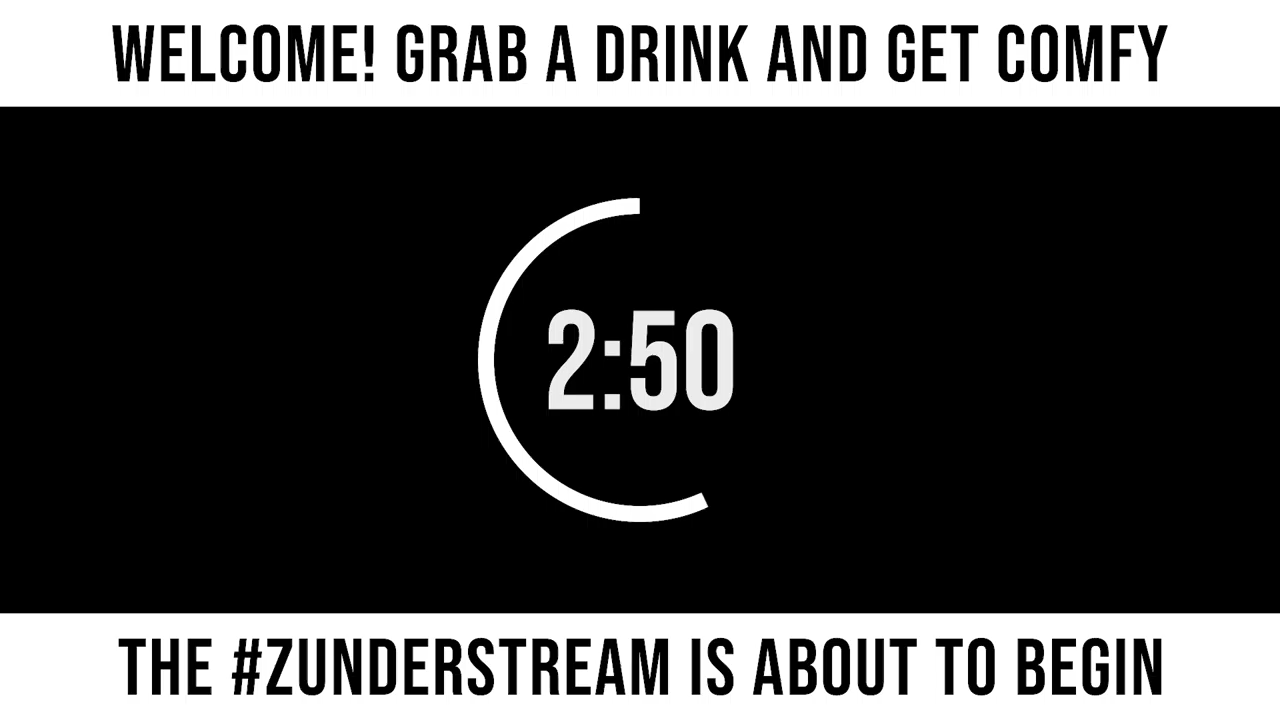 WELCOME! GRAB A DRINK AND GET COMFY
2:50
THE #ZUNDERSTREAM IS ABOUT TO BEGIN